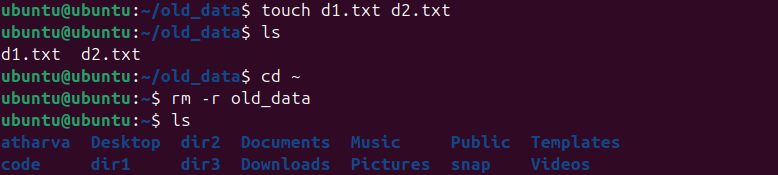 ubuntu@ubuntu:~/old_data$ touch d1.txt d2.txt
ubuntu@ubuntu:~/old_data$ ls
d1.txt  d2.txt
ubuntu@ubuntu:~/old_data$ cd ~
ubuntu@ubuntu:~$ rm -r old_data
ubuntu@ubuntu:~$ ls
atharva  Desktop  dir2  Documents  Music     Public  Templates
code     dir1     dir3  Downloads  Pictures  snap    Videos